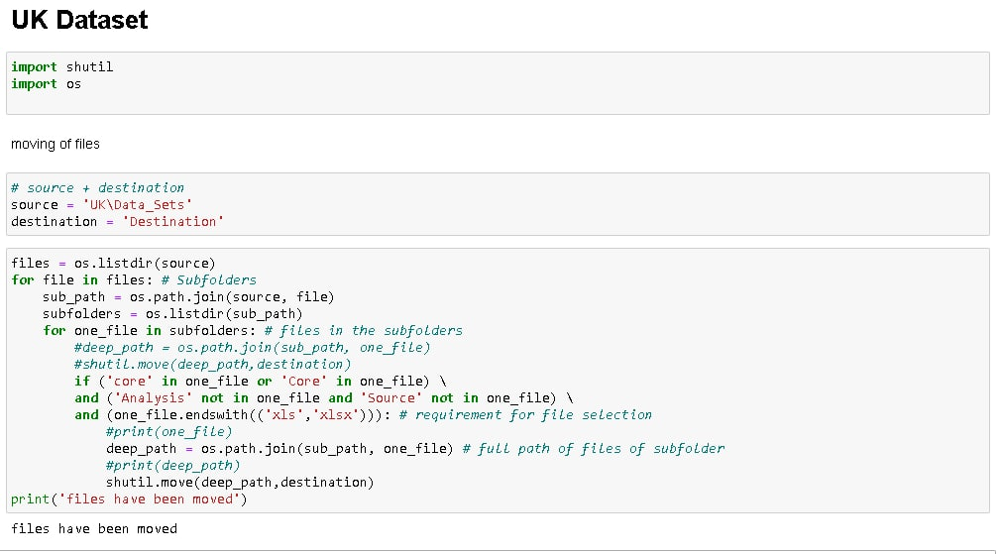 UK Dataset
import shutil
import os
moving of files
# source + destination
source = 'UK\Data_Sets'
destination = 'Destination'
files = os.listdir(source)
for file in files: # Subfolders
    sub_path = os.path.join(source, file)
    subfolders = os.listdir(sub_path)
    for one_file in subfolders: # files in the subfolders
        #deep_path = os.path.join(sub_path, one_file)
        #shutil.move(deep_path,destination)
        if ('core' in one_file or 'Core' in one_file) \
        and ('Analysis' not in one_file and 'Source' not in one_file) \
        and (one_file.endswith(('xls','xlsx'))): # requirement for file selection
            #print(one_file)
            deep_path = os.path.join(sub_path, one_file) # full path of files of subfolder
            #print(deep_path)
            shutil.move(deep_path,destination)
print('files have been moved')
files have been moved